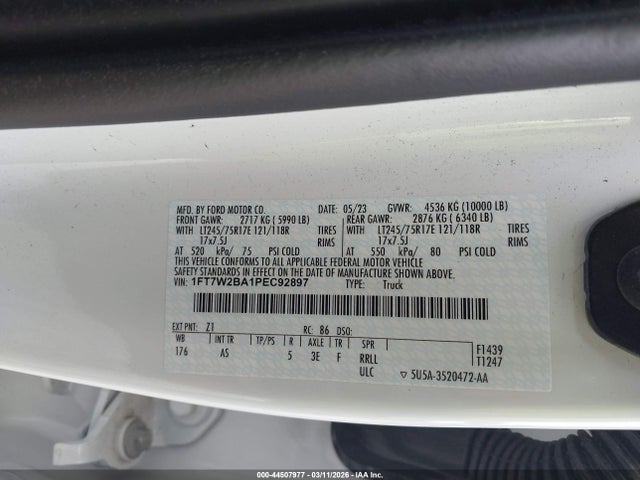 MFD. BY FORD MOTOR CO. DATE: 05/23 GVWR: 4536 KG (10000 LB)
FRONT GAWR: 2717 KG ( 5990 LB) REAR GAWR: 2876 KG ( 6340 LB)
LT245/75R17E 121/118R TIRES LT245/75R17E 121/118R TIRES
17x7.5J RIMS 17x7.5J RIMS
AT 520 kPa/ 75 PSI COLD AT 550 kPa/ 80 PSI COLD
THIS VEHICLE CONFORMS TO ALL APPLICABLE FEDERAL MOTOR VEHICLE
SAFETY STANDARDS IN EFFECT ON THE DATE OF MANUFACTURE SHOWN ABOVE.
VIN: 1FT7W2BA1PEC92897 TYPE: Truck
EXT PNT: Z1 RC: 86 DSO:
WB INT TR TP/PS R AXLE TR SPR
176 AS 5 3E F RRLL
ULC
F1439
T1247
▽ 5U5A-3520472-AA
000-44507977 - 03/11/2026 - IAA Inc.